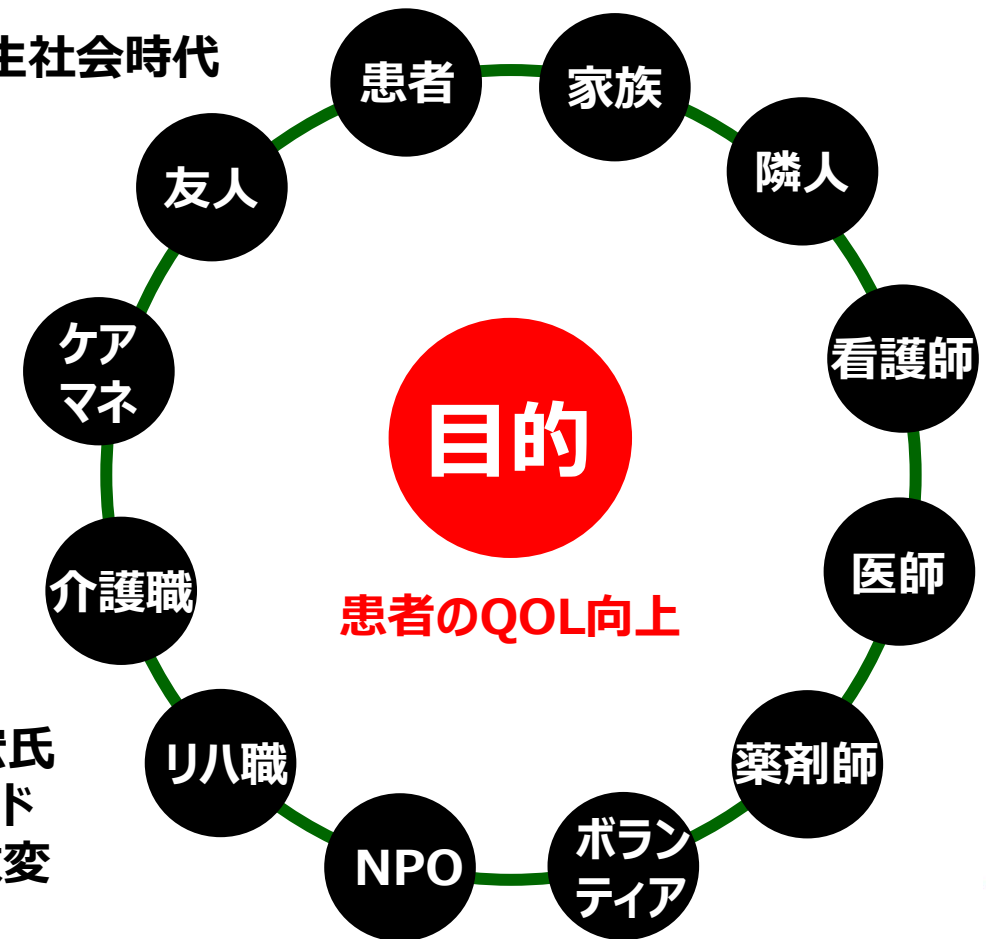 生社会時代
患者
家族
友人
隣人
ケア
マネ
看護師
目的
医師
介護職
患者のQOL向上
リハ職
薬剤師
氏
ド
変
NPO
ボラン
ティア